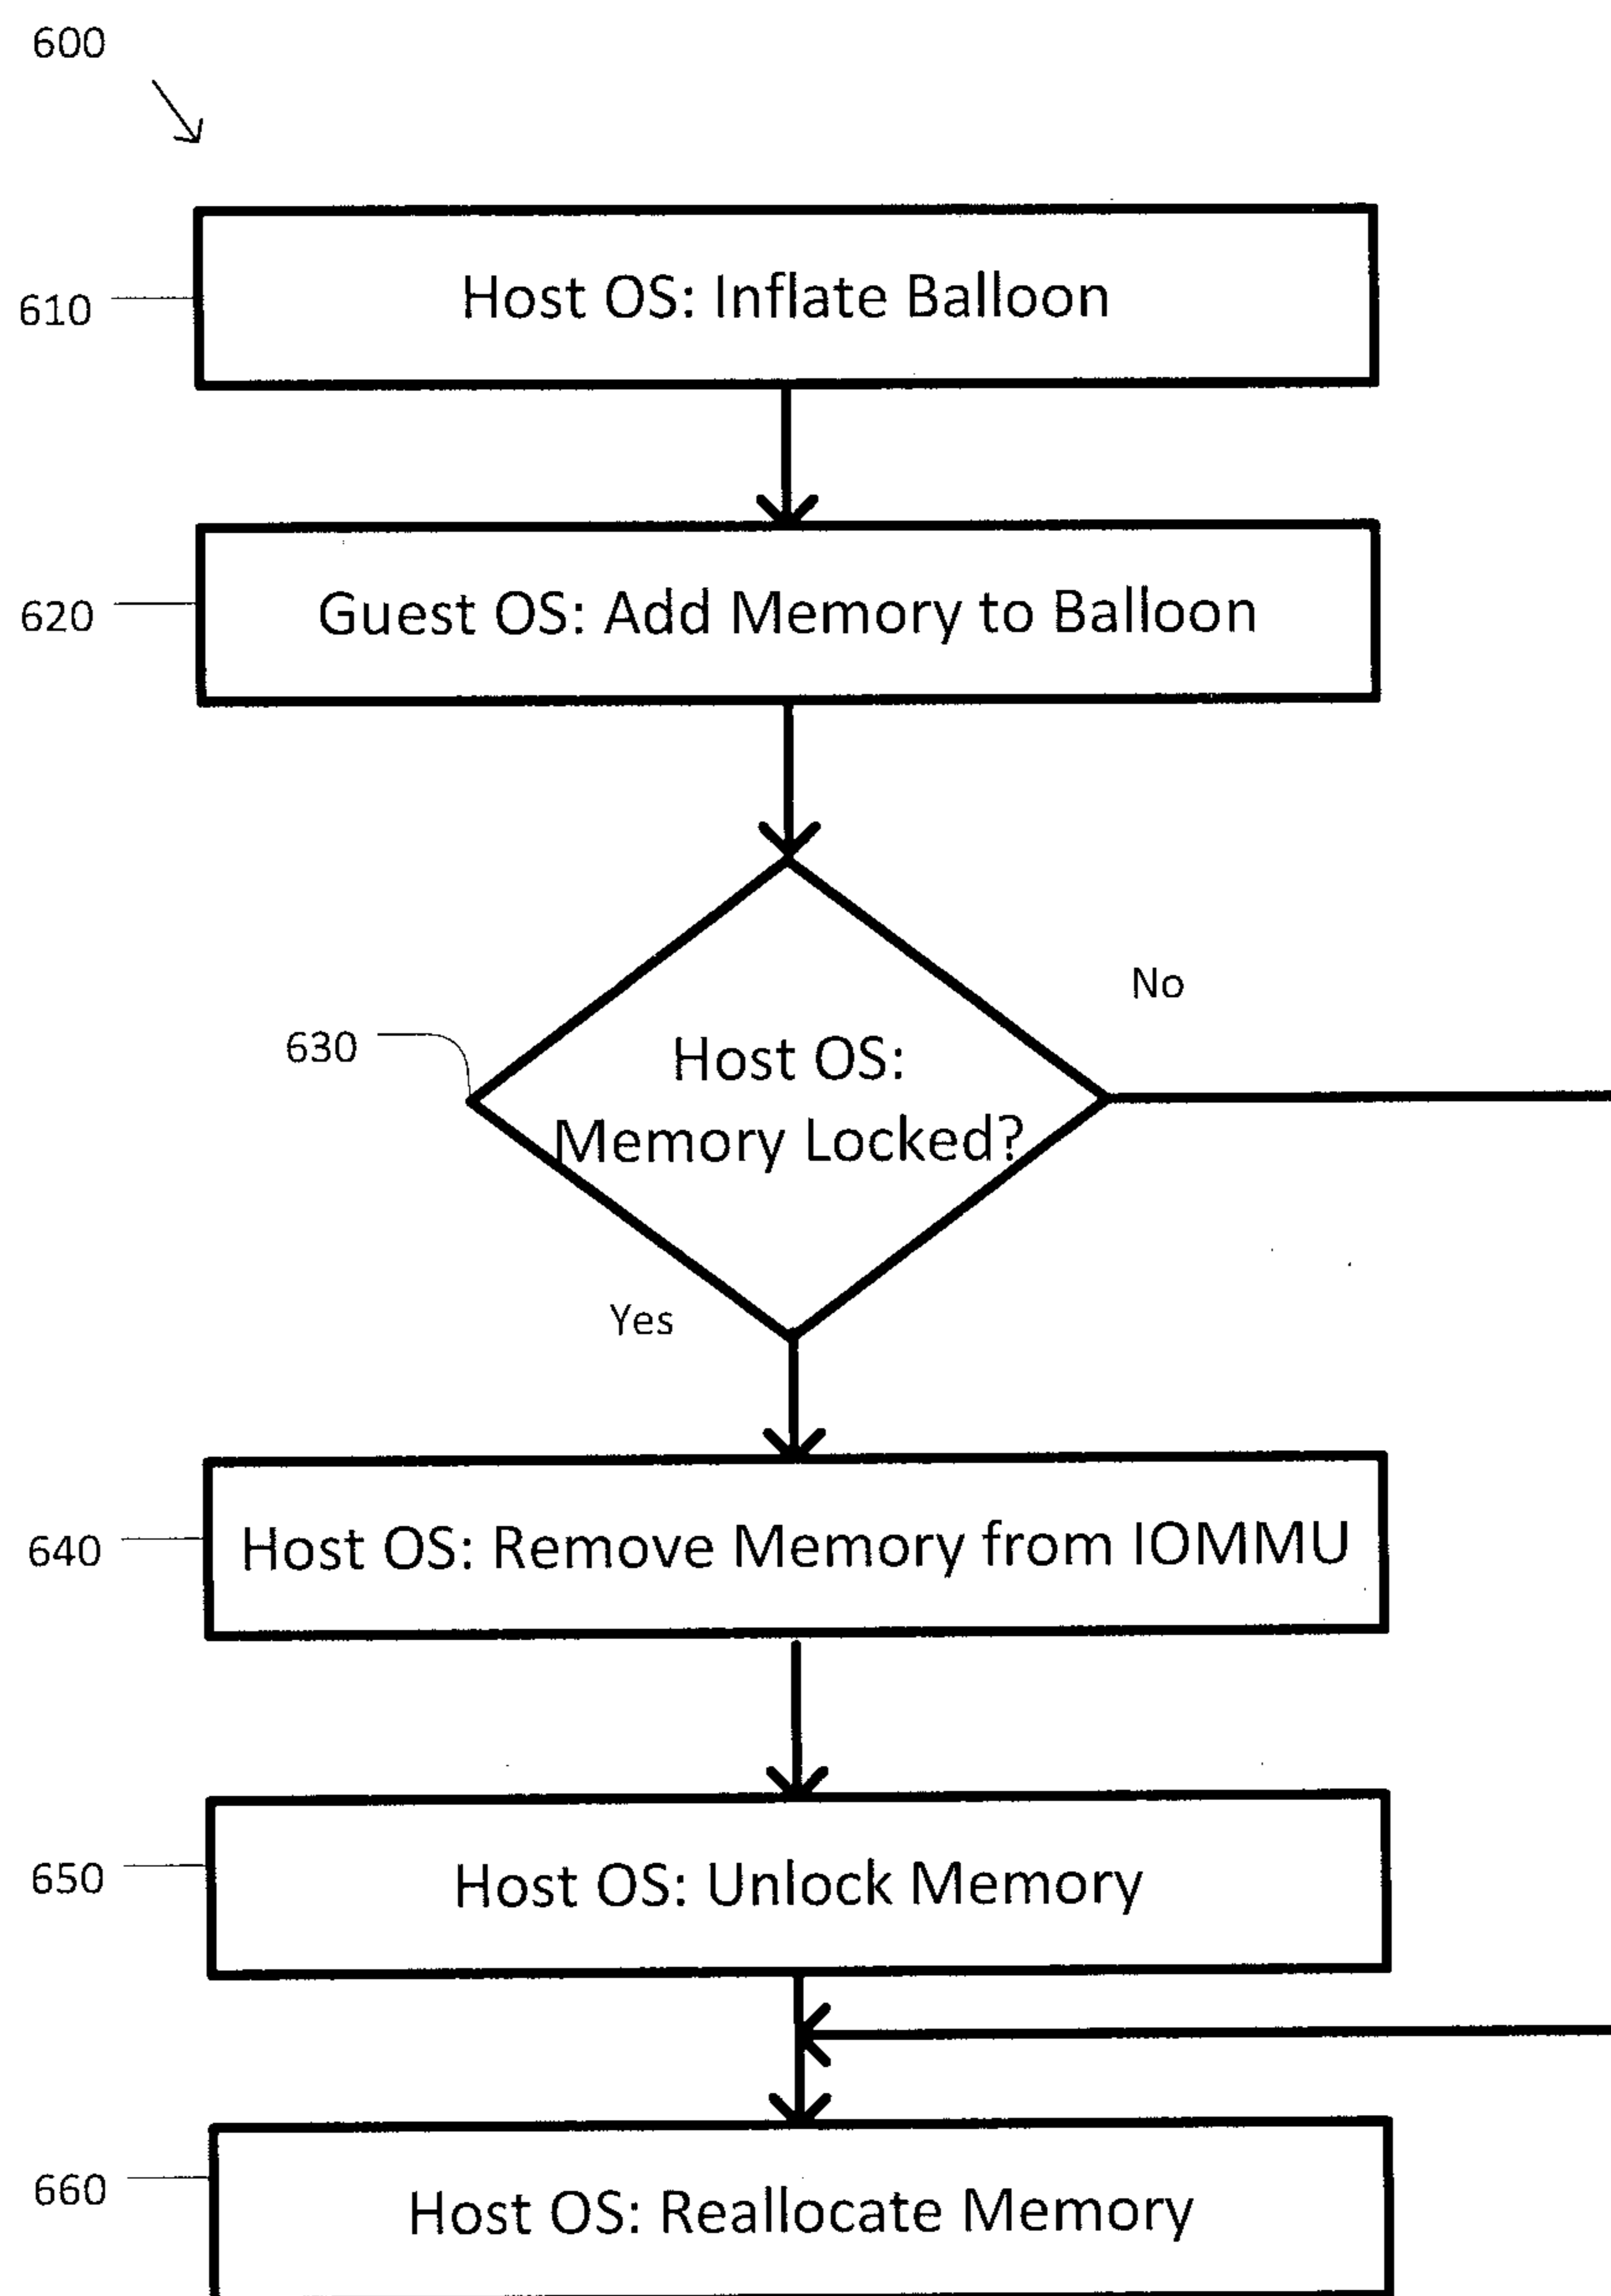 600
610
Host OS: Inflate Balloon
620
Guest OS: Add Memory to Balloon
No
630
Host OS:
Memory Locked?
Yes
640
Host OS: Remove Memory from IOMMU
650
Host OS: Unlock Memory
660
Host OS: Reallocate Memory